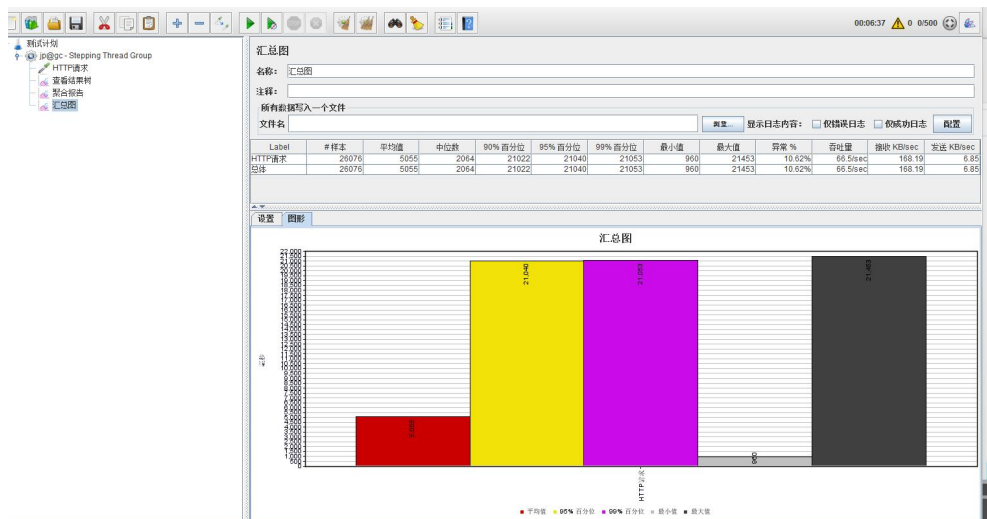 00:06:37 0 0/500
测试计划
jp@gc - Stepping Thread Group
HTTP请求
查看结果树
聚合报告
汇总图
汇总图
名称： 汇总图
注释：
所有数据写入一个文件
文件名 浏览... 显示日志内容： 仅错误日志 仅成功日志 配置
Label # 样本 平均值 中位数 90% 百分位 95% 百分位 99% 百分位 最小值 最大值 异常 % 吞吐量 接收 KB/sec 发送 KB/sec
HTTP请求 26076 5055 2064 21022 21040 21053 960 21453 10.62% 66.5/sec 168.19 6.85
总体 26076 5055 2064 21022 21040 21053 960 21453 10.62% 66.5/sec 168.19 6.85
设置 图形
汇总图
22,000
21,040
21,053
21,453
5,055
960
1,000
500
0
毫秒
HTTP请求
平均值 95% 百分位 99% 百分位 最小值 最大值